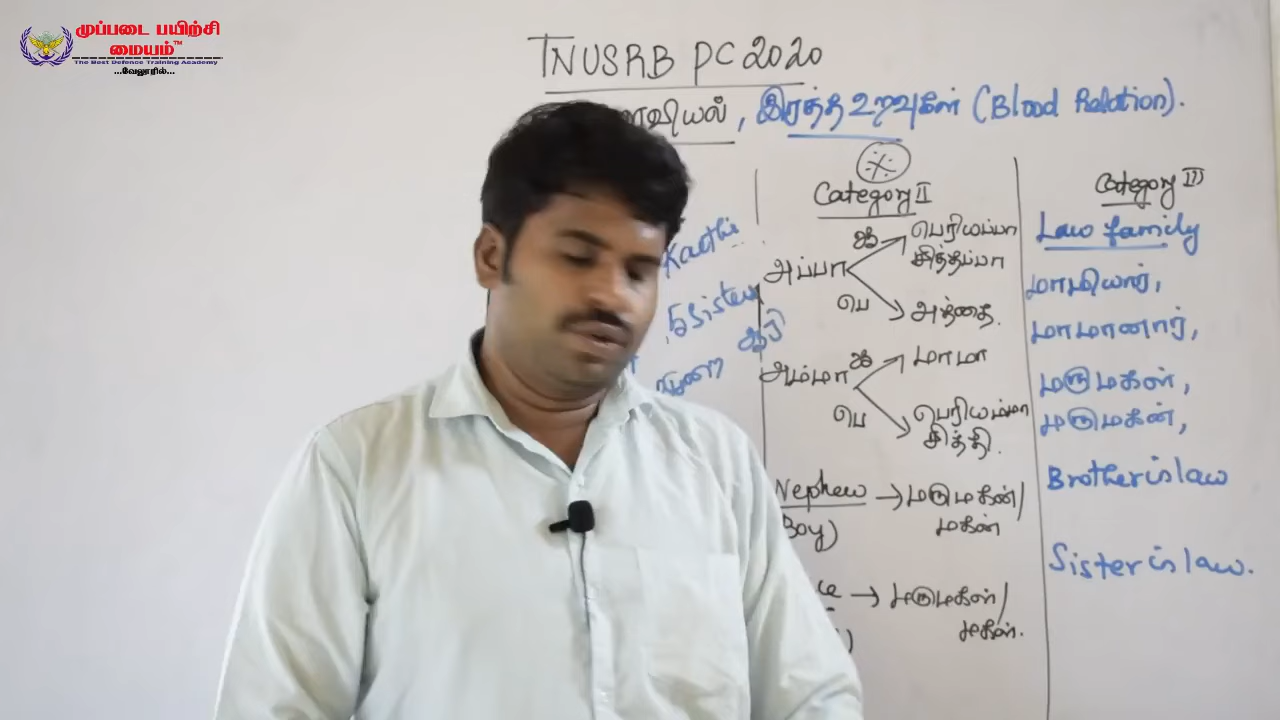 முப்படை பயிற்சி
மையம்™
The Best Defence Training Academy
...வேலூரில்...
TNUSRB PC 2020
இரத்த உறவுகள் (Blood Relation).
Category II
அப்பா
ஆ
பெரியப்பா
சித்தப்பா
பெ
அத்தை.
அம்மா
ஆ
மாமா
பெ
பெரியம்மா
சித்தி.
Nephew → மருமகன்/
மகன்
Boy)
→ மருமகள்/
மகள்.
Category III
Law family
மாமியார்,
மாமானார்,
மருமகள்,
மருமகன்,
Brother in law
Sister in law.